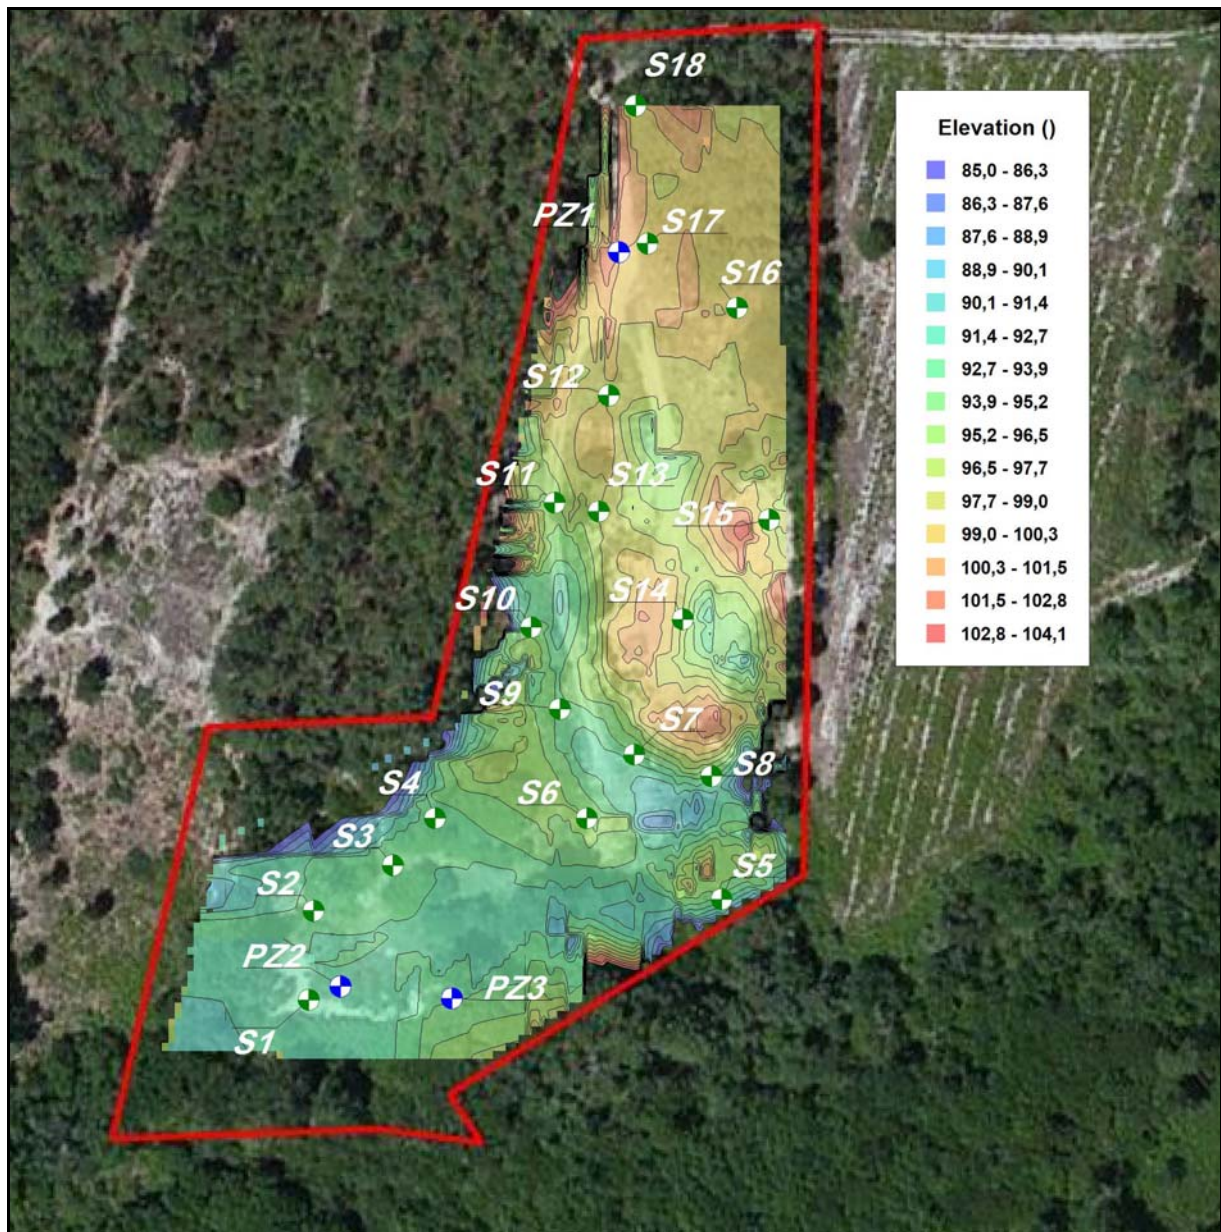 S18
Elevation ()
85,0 - 86,3
86,3 - 87,6
87,6 - 88,9
88,9 - 90,1
90,1 - 91,4
91,4 - 92,7
92,7 - 93,9
93,9 - 95,2
95,2 - 96,5
96,5 - 97,7
97,7 - 99,0
99,0 - 100,3
100,3 - 101,5
101,5 - 102,8
102,8 - 104,1
PZ1
S17
S16
S12
S11
S13
S15
S10
S14
S9
S7
S8
S4
S6
S3
S5
S2
PZ2
PZ3
S1